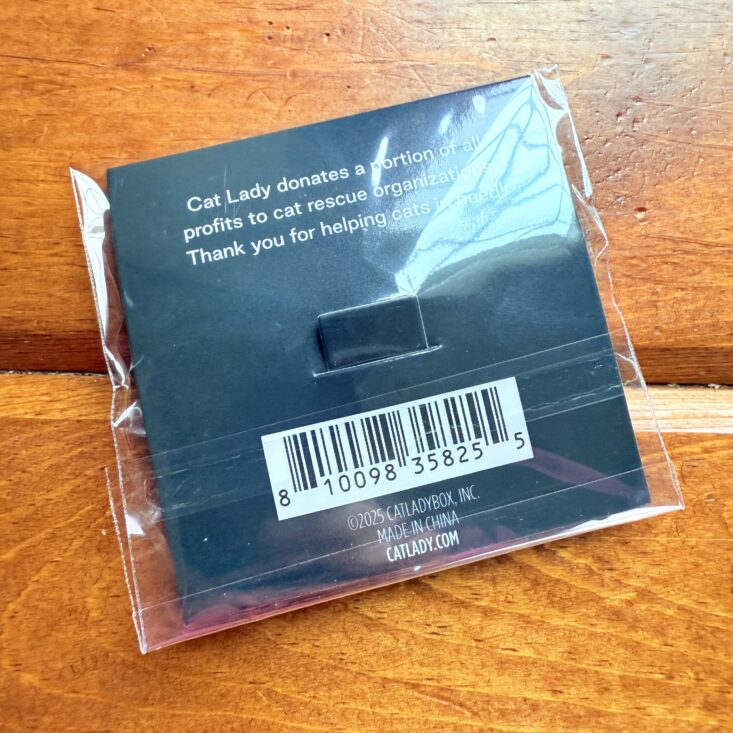 Cat Lady donates a portion of all
profits to cat rescue organizations.
Thank you for helping cats in need!
8 10098 35825 5
©2025 CATLADYBOX, INC.
MADE IN CHINA
CATLADY.COM